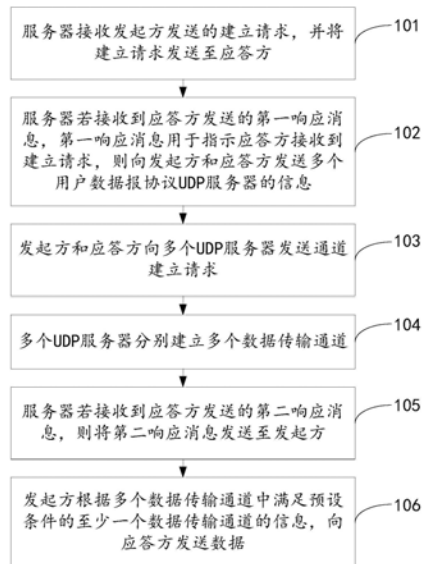 服务器接收发起方发送的建立请求，并将
建立请求发送至应答方
101
服务器若接收到应答方发送的第一响应消
息，第一响应消息用于指示应答方接收到
建立请求，则向发起方和应答方发送多个
用户数据报协议UDP服务器的信息
102
发起方和应答方向多个UDP服务器发送通道
建立请求
103
多个UDP服务器分别建立多个数据传输通道
104
服务器若接收到应答方发送的第二响应消
息，则将第二响应消息发送至发起方
105
发起方根据多个数据传输通道中满足预设
条件的至少一个数据传输通道的信息，向
应答方发送数据
106